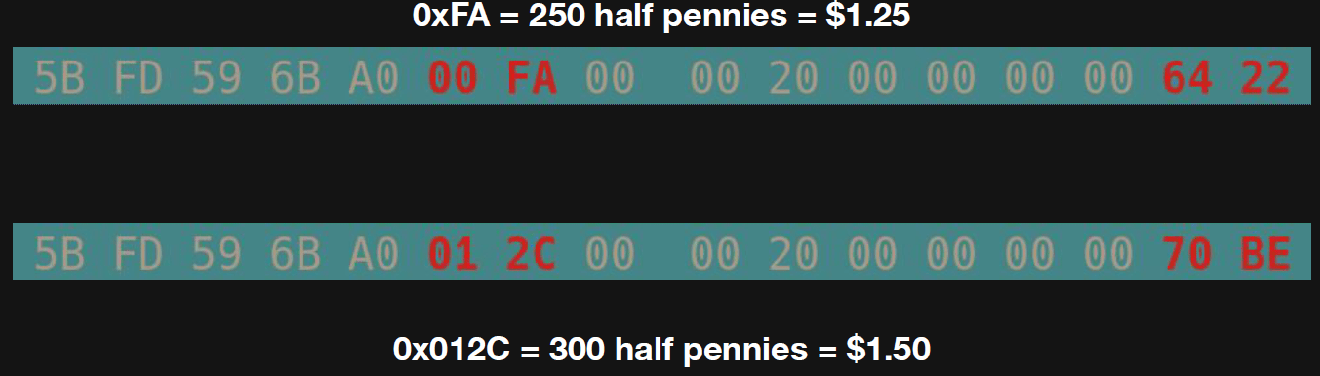 0xFA = 250 half pennies = $1.25
5B FD 59 6B A0 00 FA 00 00 20 00 00 00 00 64 22
5B FD 59 6B A0 01 2C 00 00 20 00 00 00 00 70 BE
0x012C = 300 half pennies = $1.50